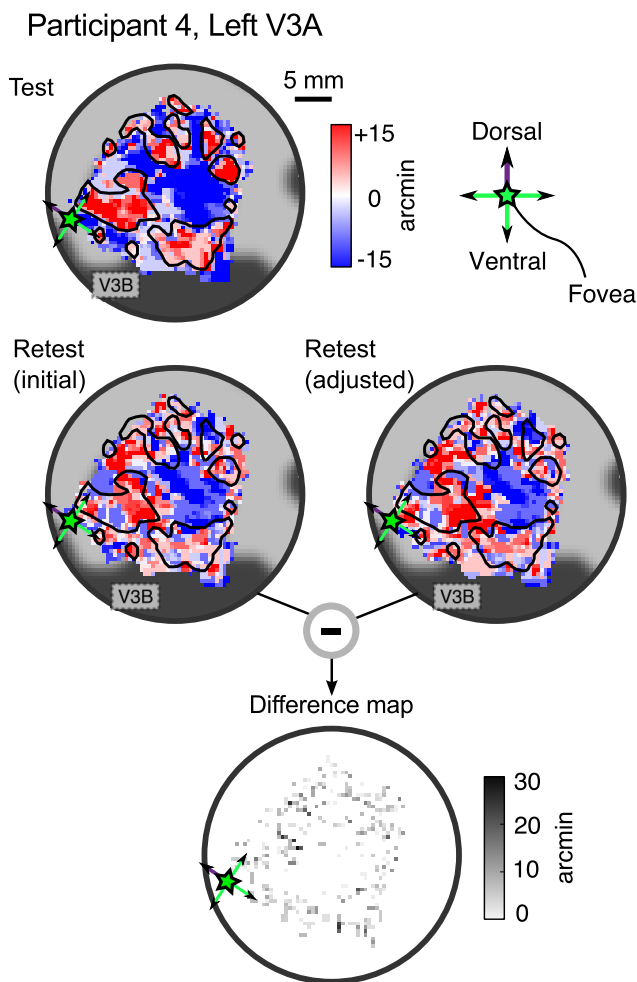 Participant 4, Left V3A
Test
5 mm
+15
0
-15
arcmin
Dorsal
Ventral
Fovea
V3B
Retest
(initial)
Retest
(adjusted)
V3B
V3B
-
Difference map
30
20
10
0
arcmin